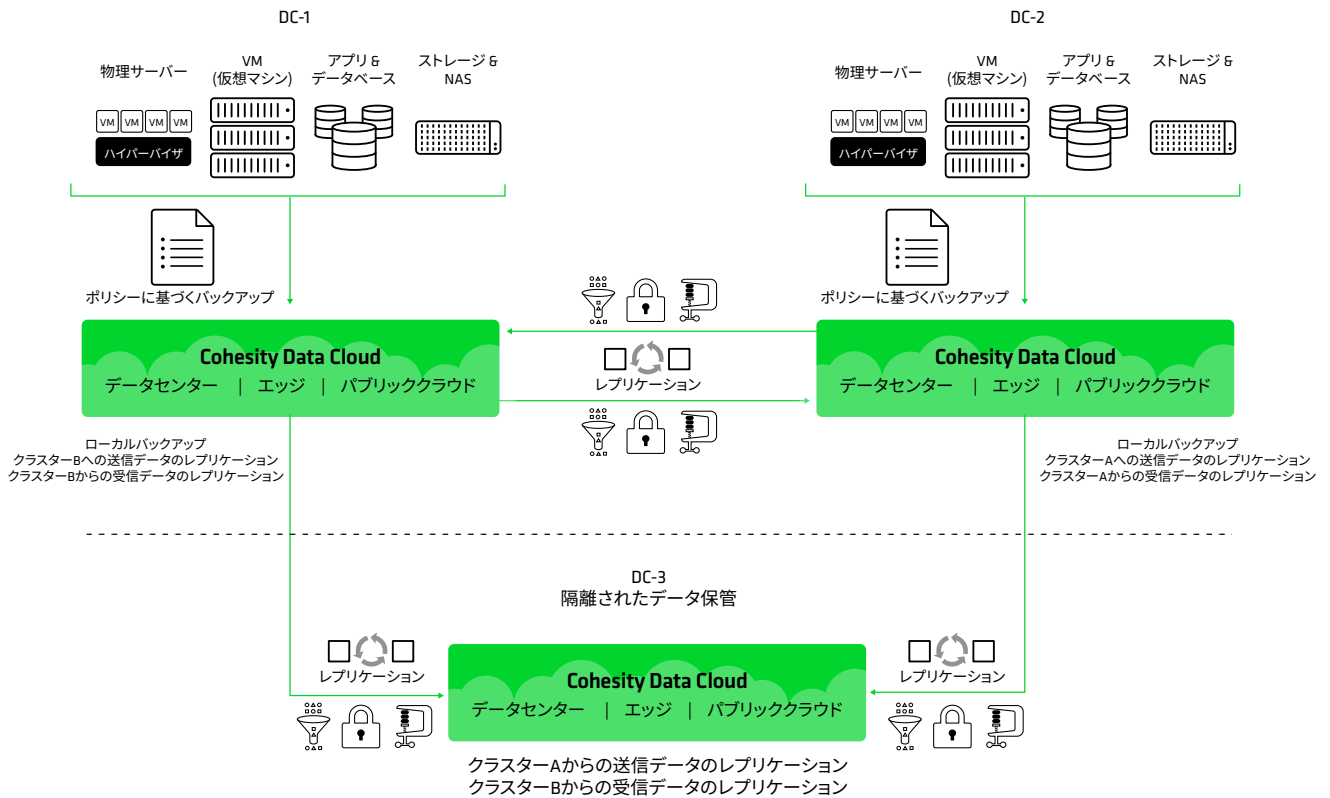 DC-1
物理サーバー
VM
(仮想マシン)
アプリ &
データベース
ストレージ &
NAS
VM VM VM VM
ハイパーバイザ
ポリシーに基づくバックアップ
Cohesity Data Cloud
データセンター | エッジ | パブリッククラウド
ローカルバックアップ
クラスターBへの送信データのレプリケーション
クラスターBからの受信データのレプリケーション
レプリケーション
DC-2
物理サーバー
VM
(仮想マシン)
アプリ &
データベース
ストレージ &
NAS
VM VM VM VM
ハイパーバイザ
ポリシーに基づくバックアップ
Cohesity Data Cloud
データセンター | エッジ | パブリッククラウド
ローカルバックアップ
クラスターAへの送信データのレプリケーション
クラスターAからの受信データのレプリケーション
DC-3
隔離されたデータ保管
レプリケーション
Cohesity Data Cloud
データセンター | エッジ | パブリッククラウド
レプリケーション
クラスターAからの送信データのレプリケーション
クラスターBからの受信データのレプリケーション